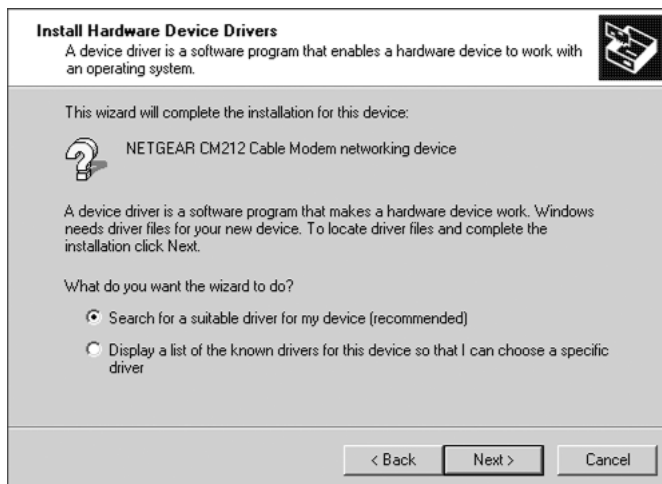 Install Hardware Device Drivers
A device driver is a software program that enables a hardware device to work with
an operating system.
This wizard will complete the installation for this device:
NETGEAR CM212 Cable Modem networking device
A device driver is a software program that makes a hardware device work. Windows
needs driver files for your new device. To locate driver files and complete the
installation click Next.
What do you want the wizard to do?
Search for a suitable driver for my device (recommended)
Display a list of the known drivers for this device so that I can choose a specific
driver
< Back Next > Cancel